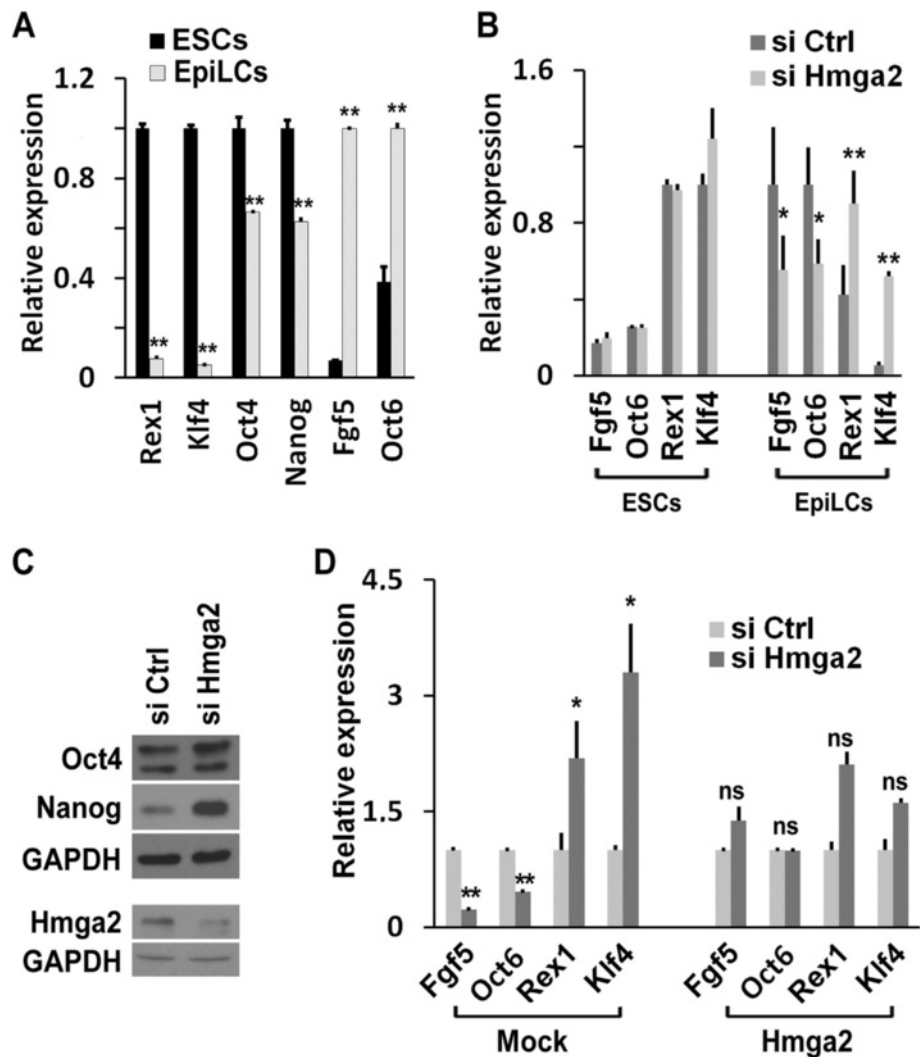 A
ESCs
EpiLCs
Relative expression
1.2
0.8
0.4
0
**
**
**
**
**
**
Rex1
Klf4
Oct4
Nanog
Fgf5
Oct6
B
si Ctrl
si Hmga2
Relative expression
1.6
0.8
0
*
*
**
**
Fgf5
Oct6
Rex1
Klf4
Fgf5
Oct6
Rex1
Klf4
ESCs
EpiLCs
C
si Ctrl
si Hmga2
Oct4
Nanog
GAPDH
Hmga2
GAPDH
D
si Ctrl
si Hmga2
Relative expression
4.5
3
1.5
0
**
**
*
*
ns
ns
ns
ns
Fgf5
Oct6
Rex1
Klf4
Fgf5
Oct6
Rex1
Klf4
Mock
Hmga2